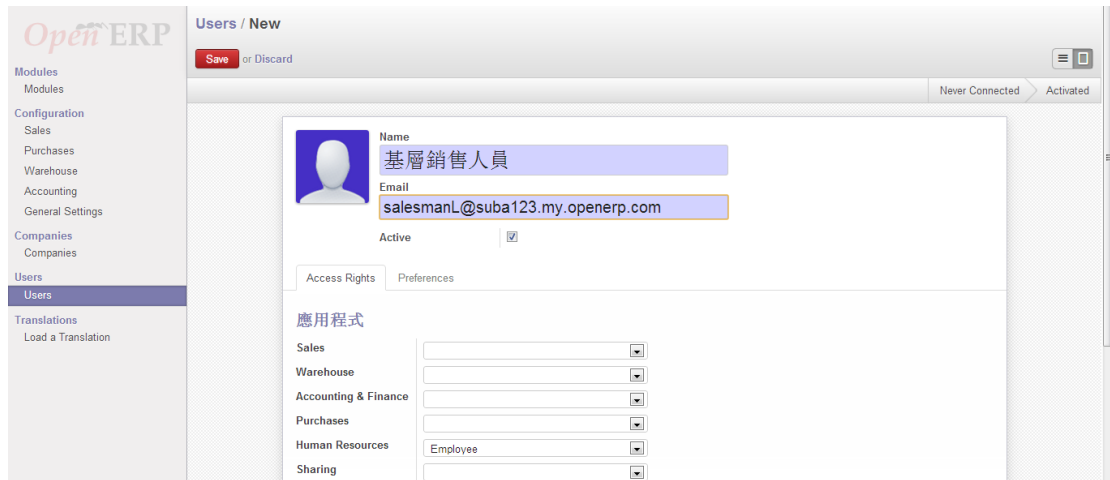 Open ERP
Modules
Modules
Configuration
Sales
Purchases
Warehouse
Accounting
General Settings
Companies
Companies
Users
Users
Translations
Load a Translation
Users / New
Save or Discard
Never Connected Activated
Name
基層銷售人員
Email
salesmanL@suba123.my.openerp.com
Active
Access Rights Preferences
應用程式
Sales
Warehouse
Accounting & Finance
Purchases
Human Resources Employee
Sharing